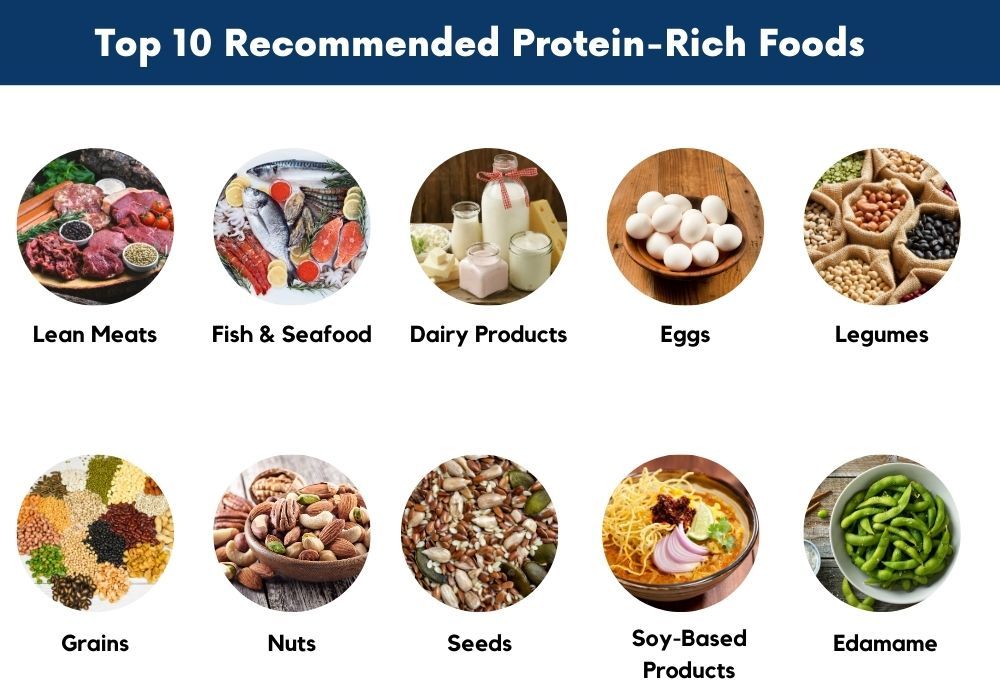 Top 10 Recommended Protein-Rich Foods
Lean Meats
Fish & Seafood
Dairy Products
Eggs
Legumes
Grains
Nuts
Seeds
Soy-Based
Products
Edamame